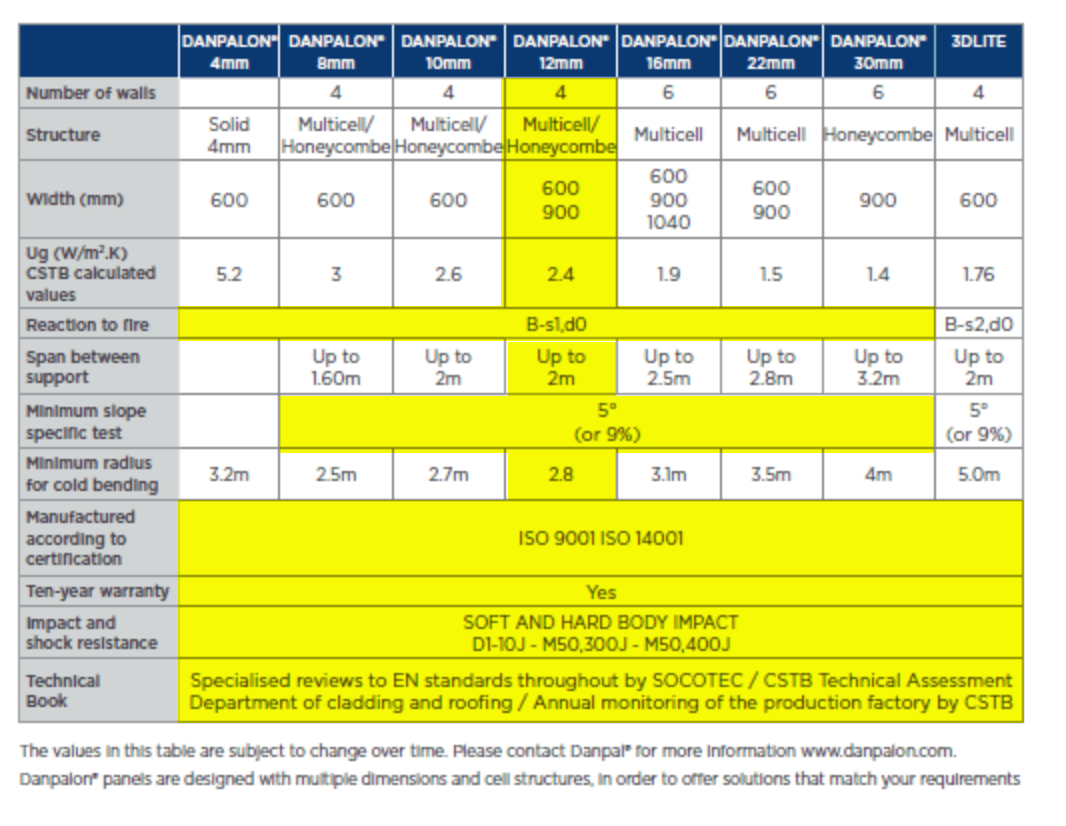 DANPALON® 4mm DANPALON® 8mm DANPALON® 10mm DANPALON® 12mm DANPALON® 16mm DANPALON® 22mm DANPALON® 30mm 3DLITE
Number of walls 4 4 4 6 6 6 4
Structure Solid 4mm Multicell/ Honeycombe Multicell/ Honeycombe Multicell/ Honeycombe Multicell Multicell Honeycombe Multicell
Width (mm) 600 600 600 600 900 600 900 1040 600 900 900 600
Ug (W/m².K) CSTB calculated values 5.2 3 2.6 2.4 1.9 1.5 1.4 1.76
Reaction to fire B-s1,d0 B-s2,d0
Span between support Up to 1.60m Up to 2m Up to 2m Up to 2.5m Up to 2.8m Up to 3.2m Up to 2m
Minimum slope specific test 5° (or 9%) 5° (or 9%)
Minimum radius for cold bending 3.2m 2.5m 2.7m 2.8 3.1m 3.5m 4m 5.0m
Manufactured according to certification ISO 9001 ISO 14001
Ten-year warranty Yes
Impact and shock resistance SOFT AND HARD BODY IMPACT D1-10J - M50,300J - M50,400J
Technical Book Specialised reviews to EN standards throughout by SOCOTEC / CSTB Technical Assessment Department of cladding and roofing / Annual monitoring of the production factory by CSTB
The values in this table are subject to change over time. Please contact Danpal® for more information www.danpalon.com.
Danpalon® panels are designed with multiple dimensions and cell structures, in order to offer solutions that match your requirements